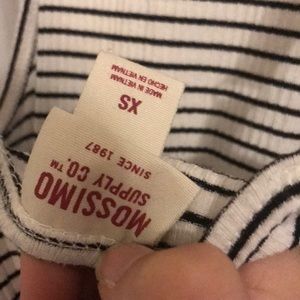 MADE IN VIETNAM
HECHO EN VIETNAM
XS
MOSSIMO
SUPPLY CO.™
SINCE 1987